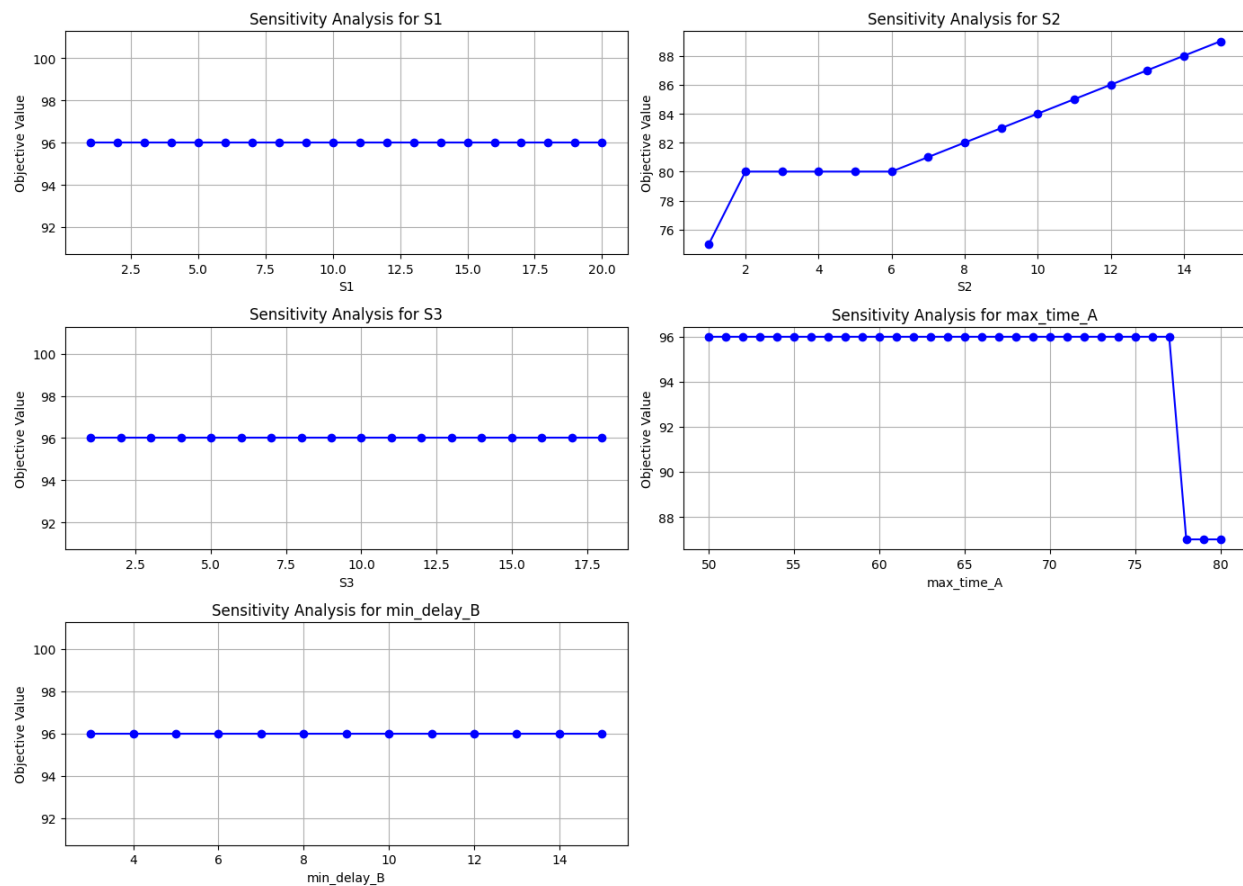 Sensitivity Analysis for S1
Objective Value
100
98
96
94
92
2.5 5.0 7.5 10.0 12.5 15.0 17.5 20.0
S1
Sensitivity Analysis for S2
Objective Value
88
86
84
82
80
78
76
2 4 6 8 10 12 14
S2
Sensitivity Analysis for S3
Objective Value
100
98
96
94
92
2.5 5.0 7.5 10.0 12.5 15.0 17.5
S3
Sensitivity Analysis for max_time_A
Objective Value
96
94
92
90
88
50 55 60 65 70 75 80
max_time_A
Sensitivity Analysis for min_delay_B
Objective Value
100
98
96
94
92
4 6 8 10 12 14
min_delay_B